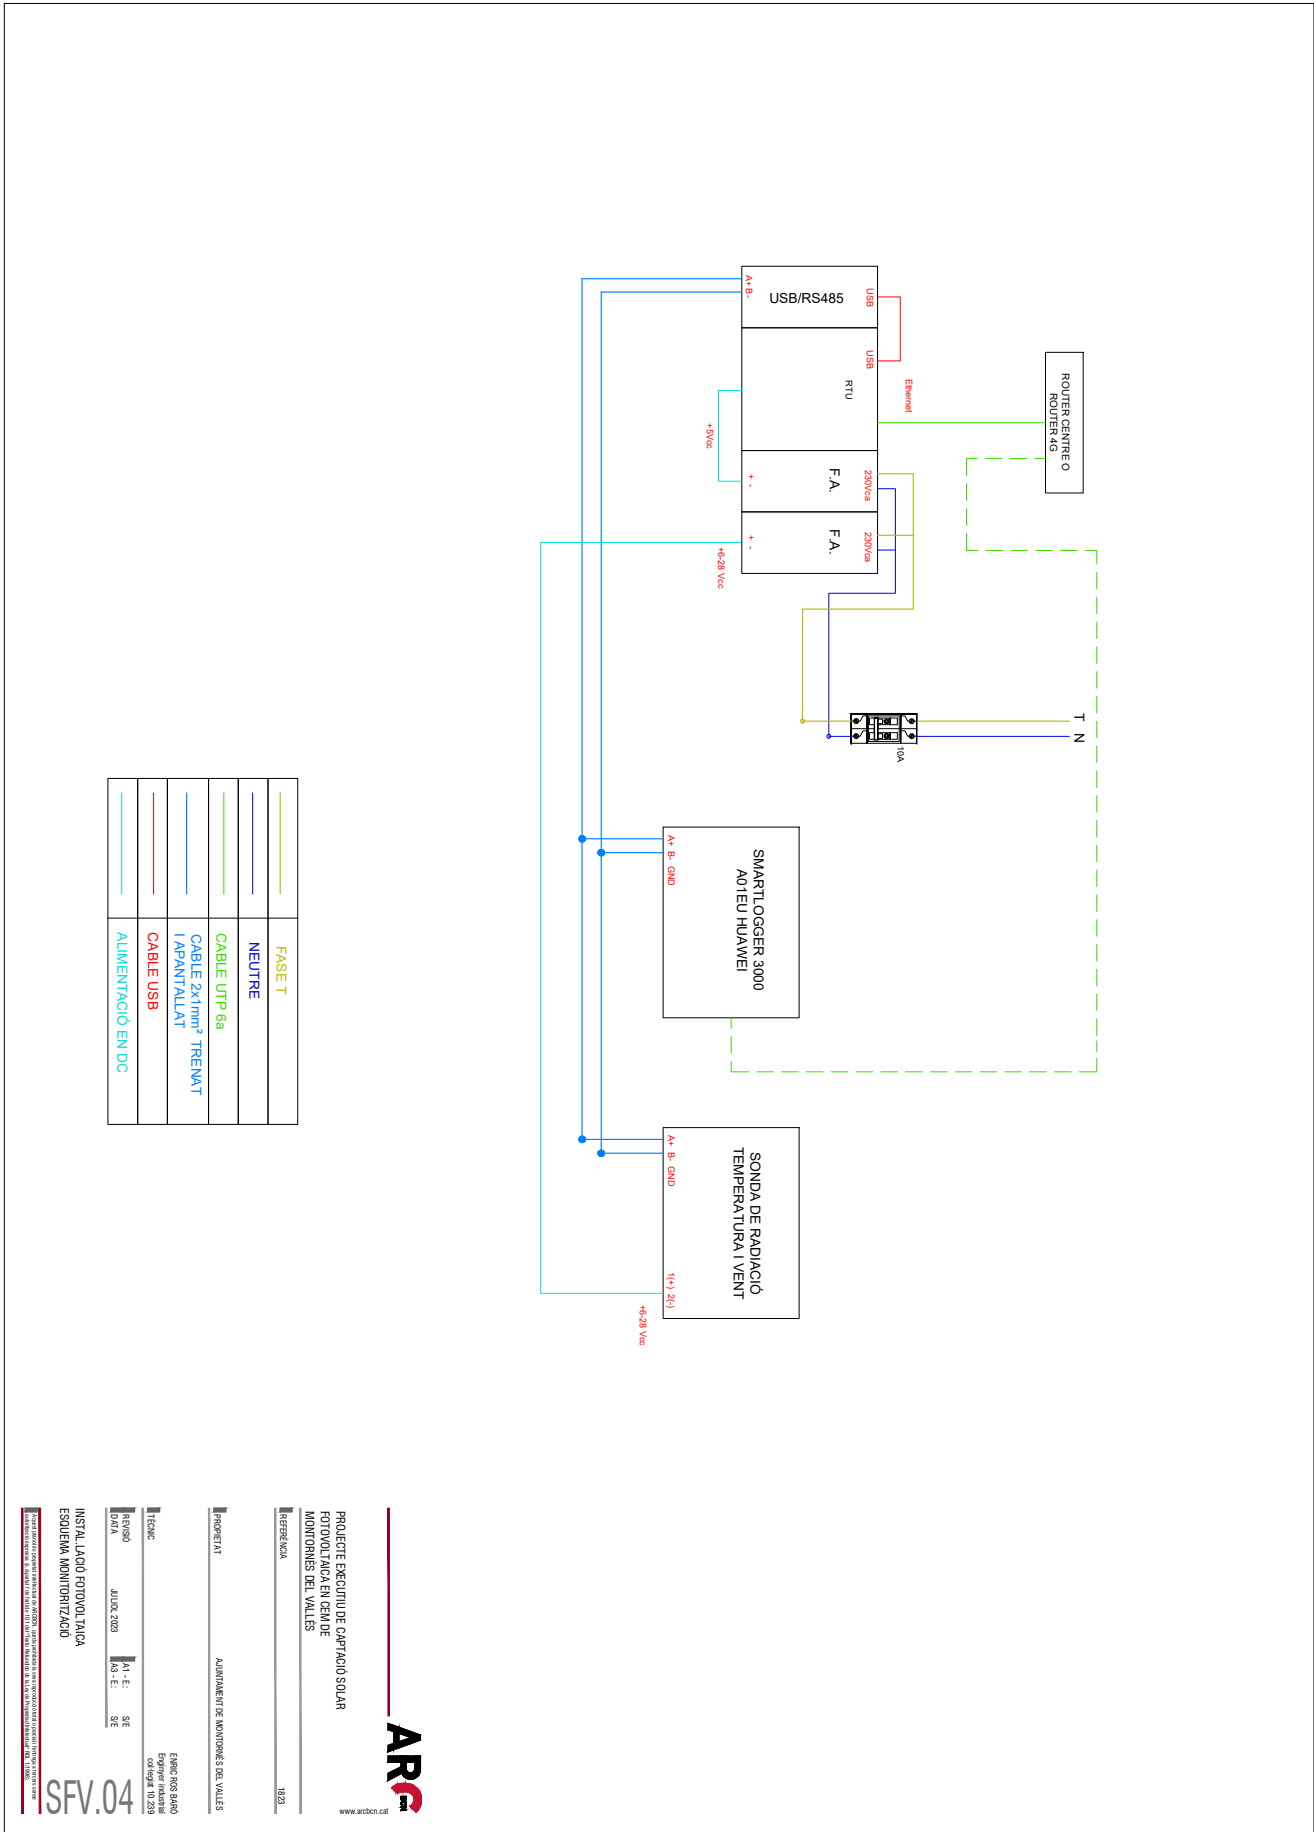 ROUTER CENTRE O
ROUTER 4G
USB/RS485
A+ B-
USB
USB
RTU
Ethernet
+5Vcc
F.A.
230Vca
+ -
F.A.
230Vca
+ -
+6-28 Vcc
T
N
10A
SMARTLOGGER 3000
A01EU HUAWEI
A+ B- GND
SONDA DE RADIACIÓ
TEMPERATURA I VENT
A+ B- GND
1(+) 2(-)
+6-28 Vcc
FASE T
NEUTRE
CABLE UTP 6a
CABLE 2x1mm² TRENAT
I APANTALLAT
CABLE USB
ALIMENTACIÓ EN DC
ARC
BCN
www.arcbcn.cat
PROJECTE EXECUTIU DE CAPTACIÓ SOLAR
FOTOVOLTAICA EN CEM DE
MONTORNÈS DEL VALLÈS
REFERÈNCIA
1823
PROPIETAT
AJUNTAMENT DE MONTORNÈS DEL VALLÈS
TÈCNIC
ENRIC ROS BARÓ
Enginyer industrial
col·legiat 10.239
REVISIÓ
DATA
JULIOL 2023
A1 - E.: S/E
A3 - E.: S/E
INSTAL.LACIÓ FOTOVOLTAICA
ESQUEMA MONITORITZACIÓ
SFV.04